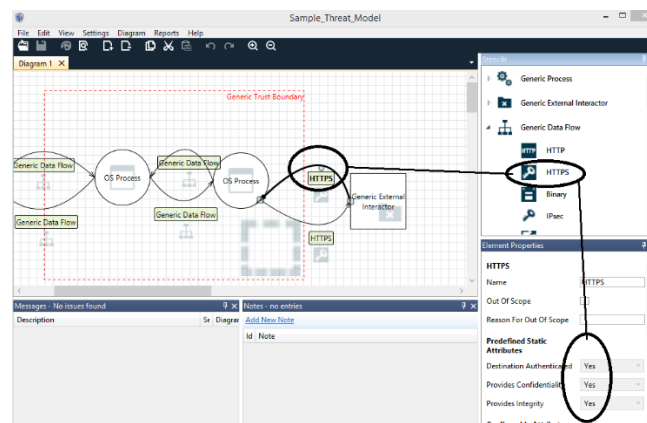 Sample_Threat_Model
File Edit View Settings Diagram Reports Help
Diagram 1
Generic Trust Boundary
Generic Data Flow
OS Process
Generic Data Flow
OS Process
HTTPS
Generic External
Interactor
Generic Data Flow
Generic Data Flow
HTTPS
Stencils
Generic Process
Generic External Interactor
Generic Data Flow
HTTP
HTTPS
Binary
IPsec
Element Properties
HTTPS
Name HTTPS
Out Of Scope
Reason For Out Of Scope
Predefined Static
Attributes
Destination Authenticated Yes
Provides Confidentiality Yes
Provides Integrity Yes
Messages - No issues found
Description Diagram
Notes - no entries
Add New Note
Id Note